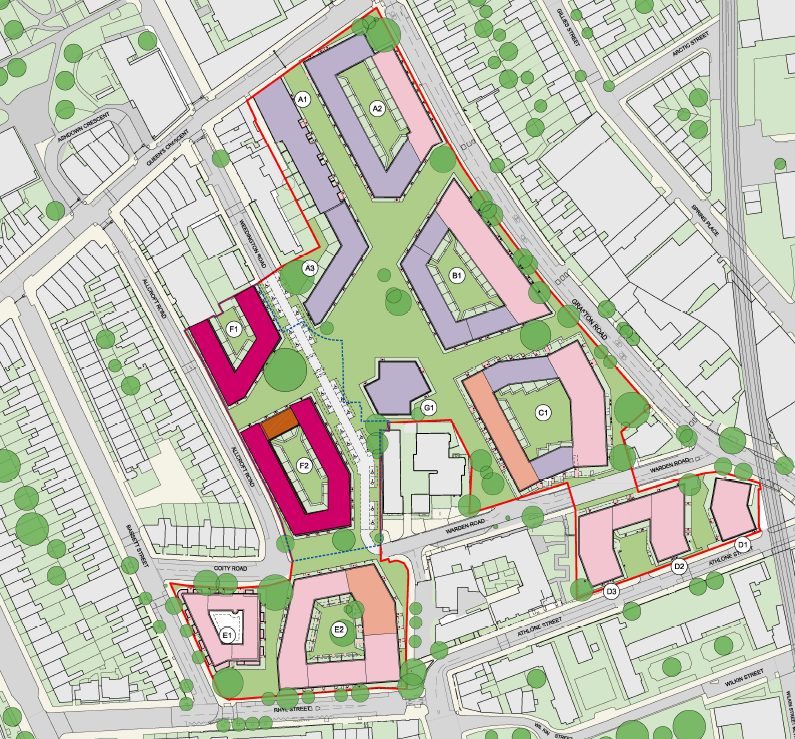 GILLIES STREET
ARCTIC STREET
ASHDOWN CRESCENT
QUEEN'S CRESCENT
A1
A2
SPRING PLACE
WEEDINGTON ROAD
A3
B1
ALLCROFT ROAD
GRAFTON ROAD
F1
G1
C1
F2
ALLCROFT ROAD
WARDEN ROAD
WARDEN ROAD
BASSETT STREET
D1
ATHLONE ST
COITY ROAD
D2
D3
E1
E2
ATHLONE STREET
WILKIN STREET
RHYL STREET